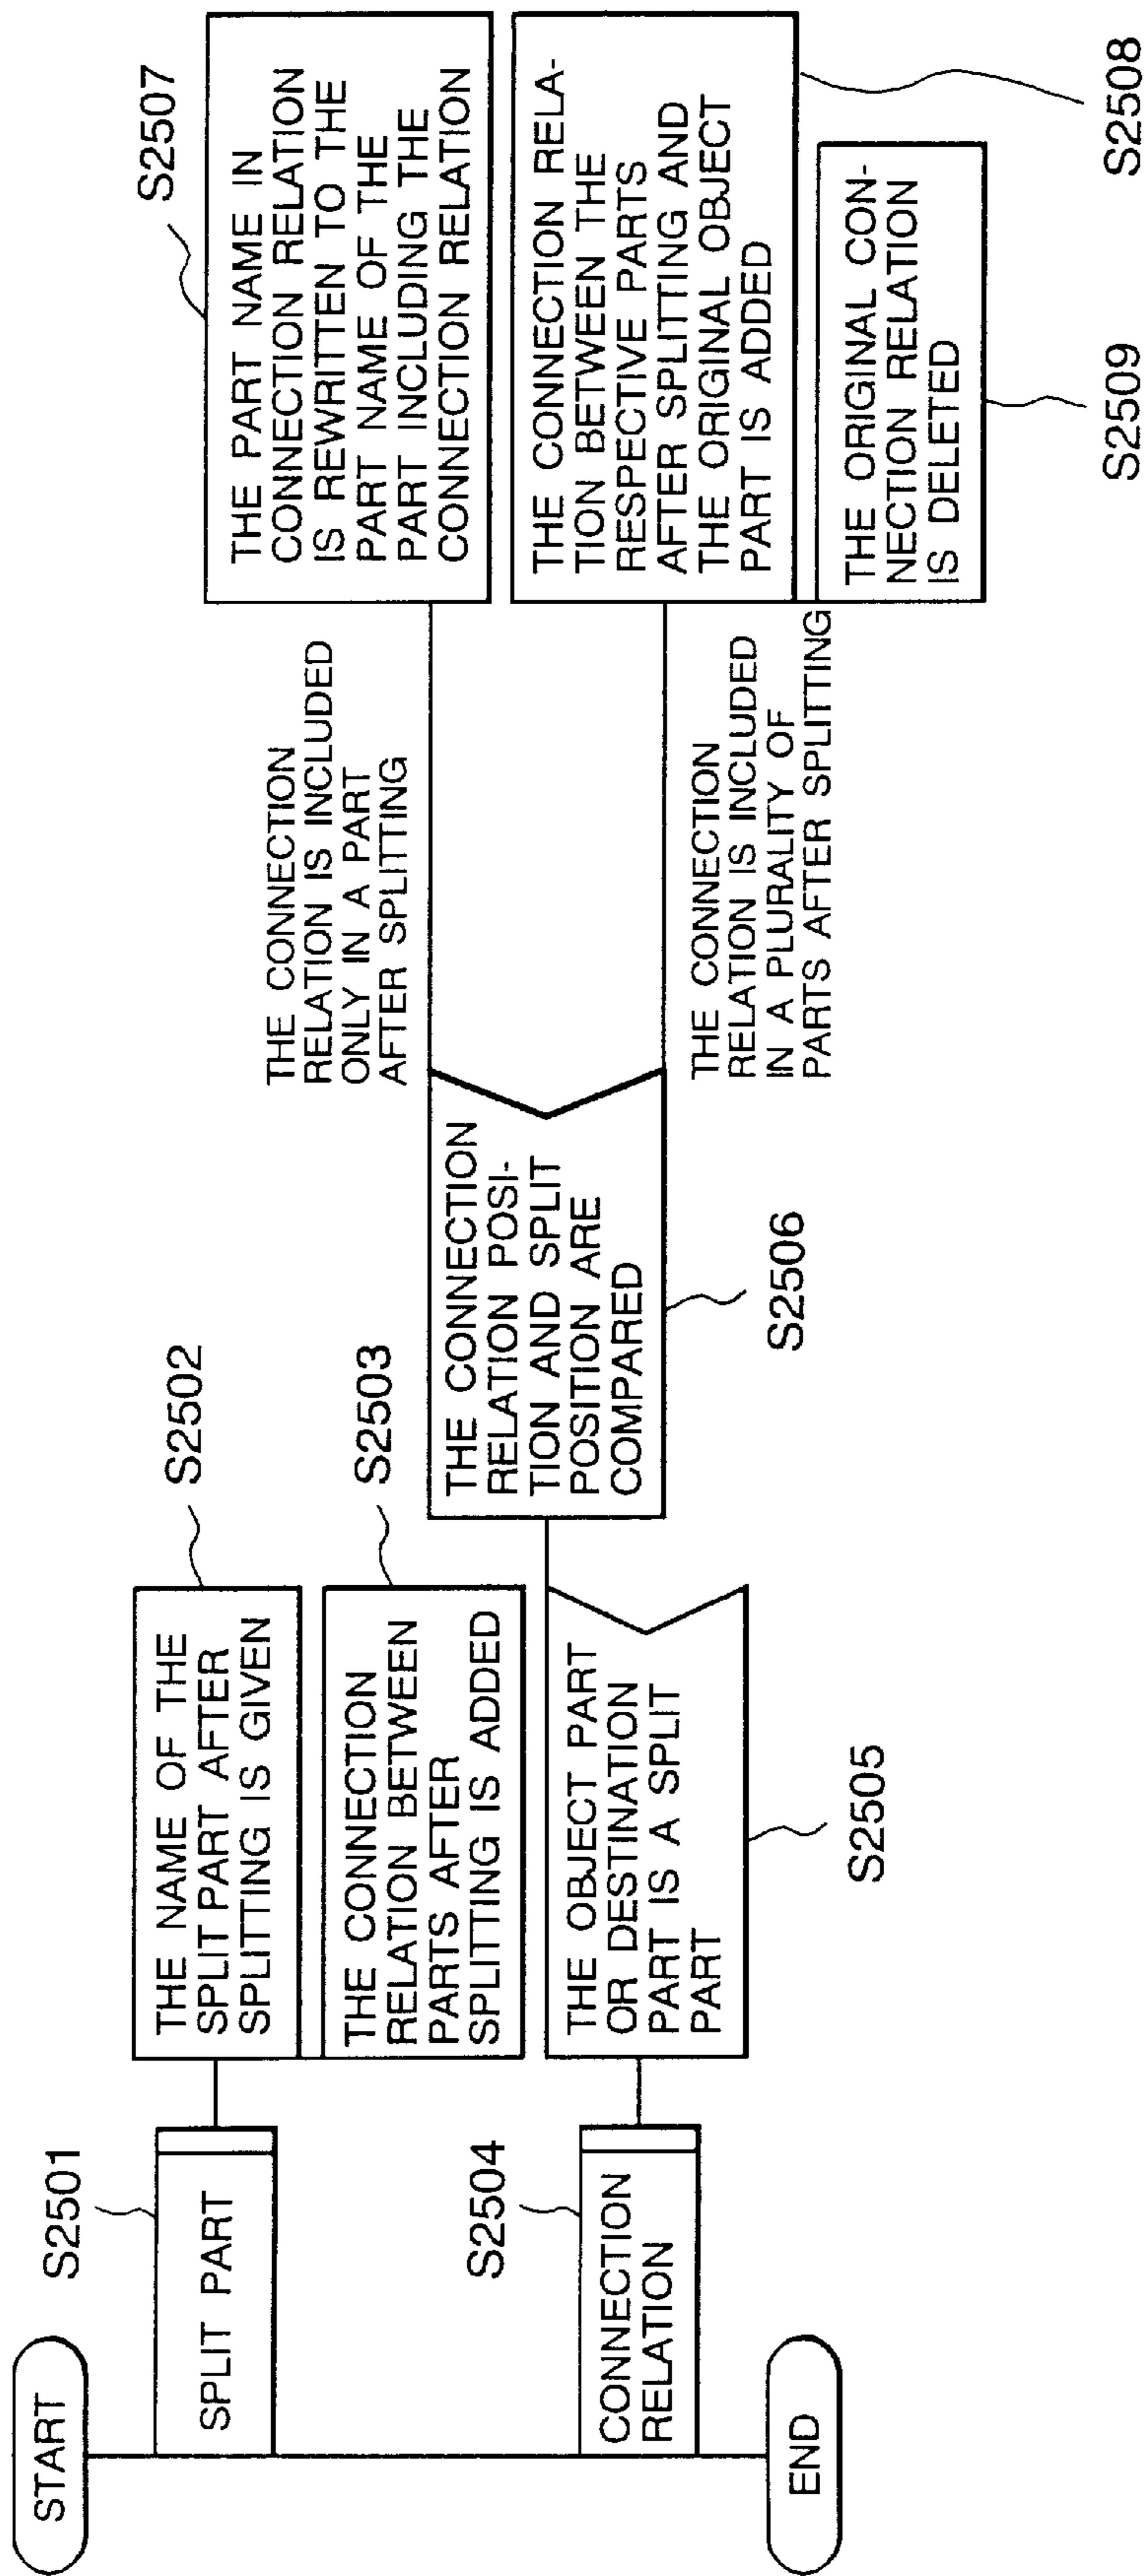 START
S2501
SPLIT PART
S2502
THE NAME OF THE
SPLIT PART AFTER
SPLITTING IS GIVEN
S2503
THE CONNECTION
RELATION BETWEEN
PARTS AFTER
SPLITTING IS ADDED
S2504
CONNECTION
RELATION
THE OBJECT PART
OR DESTINATION
PART IS A SPLIT
PART
S2505
THE CONNECTION
RELATION POSI-
TION AND SPLIT
POSITION ARE
COMPARED
S2506
THE CONNECTION
RELATION IS INCLUDED
ONLY IN A PART
AFTER SPLITTING
S2507
THE PART NAME IN
CONNECTION RELATION
IS REWRITTEN TO THE
PART NAME OF THE
PART INCLUDING THE
CONNECTION RELATION
THE CONNECTION
RELATION IS INCLUDED
IN A PLURALITY OF
PARTS AFTER SPLITTING
THE CONNECTION RELA-
TION BETWEEN THE
RESPECTIVE PARTS
AFTER SPLITTING AND
THE ORIGINAL OBJECT
PART IS ADDED
S2508
THE ORIGINAL CON-
NECTION RELATION
IS DELETED
S2509
END